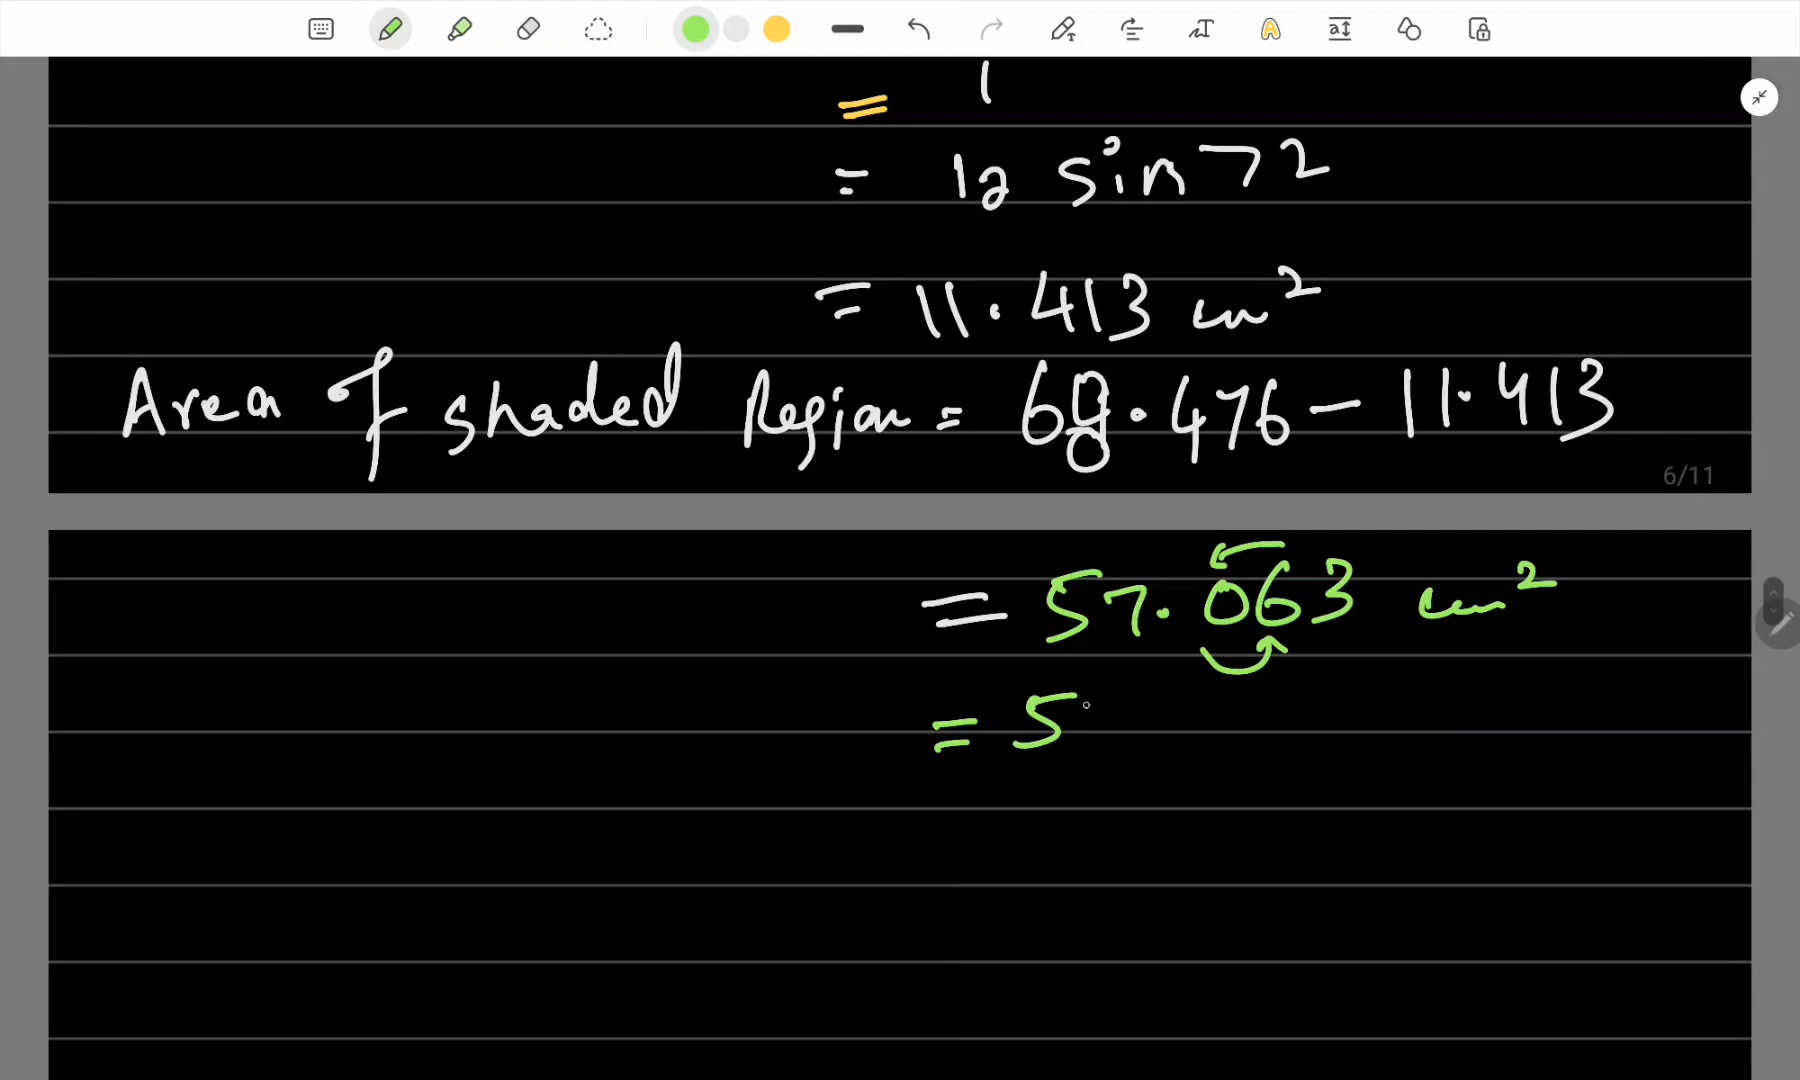 = 1
= 12 sin 72
= 11.413 cm²
Area of shaded Region = 68.476 - 11.413
6/11
= 57.063 cm²
= 5